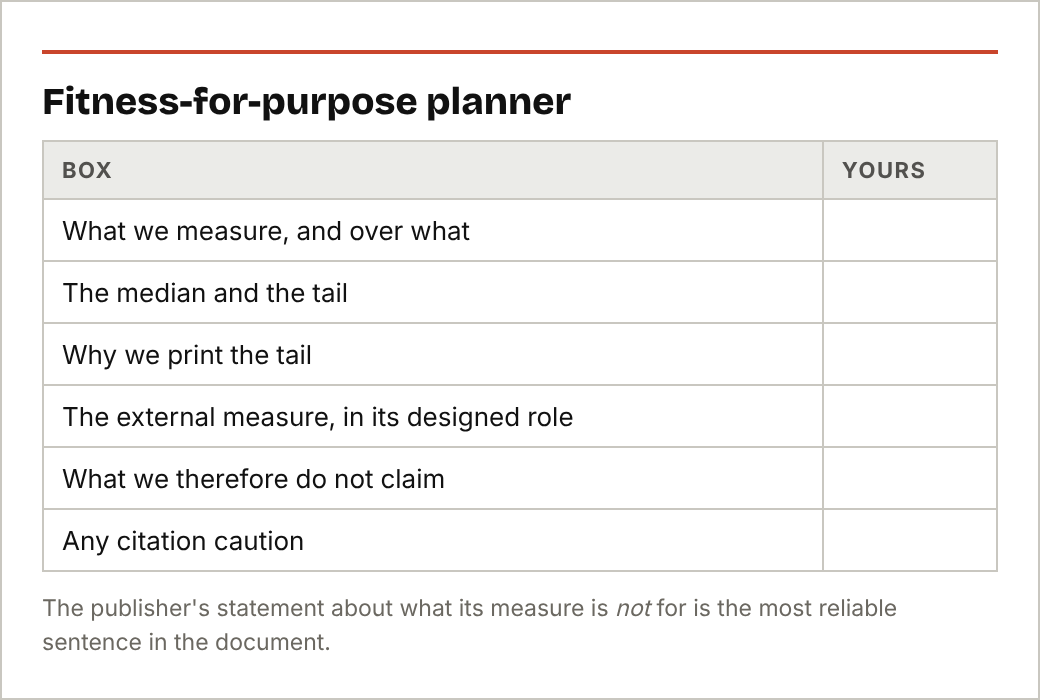 Fitness-for-purpose planner
BOX
YOURS
What we measure, and over what
The median and the tail
Why we print the tail
The external measure, in its designed role
What we therefore do not claim
Any citation caution
The publisher's statement about what its measure is not for is the most reliable
sentence in the document.